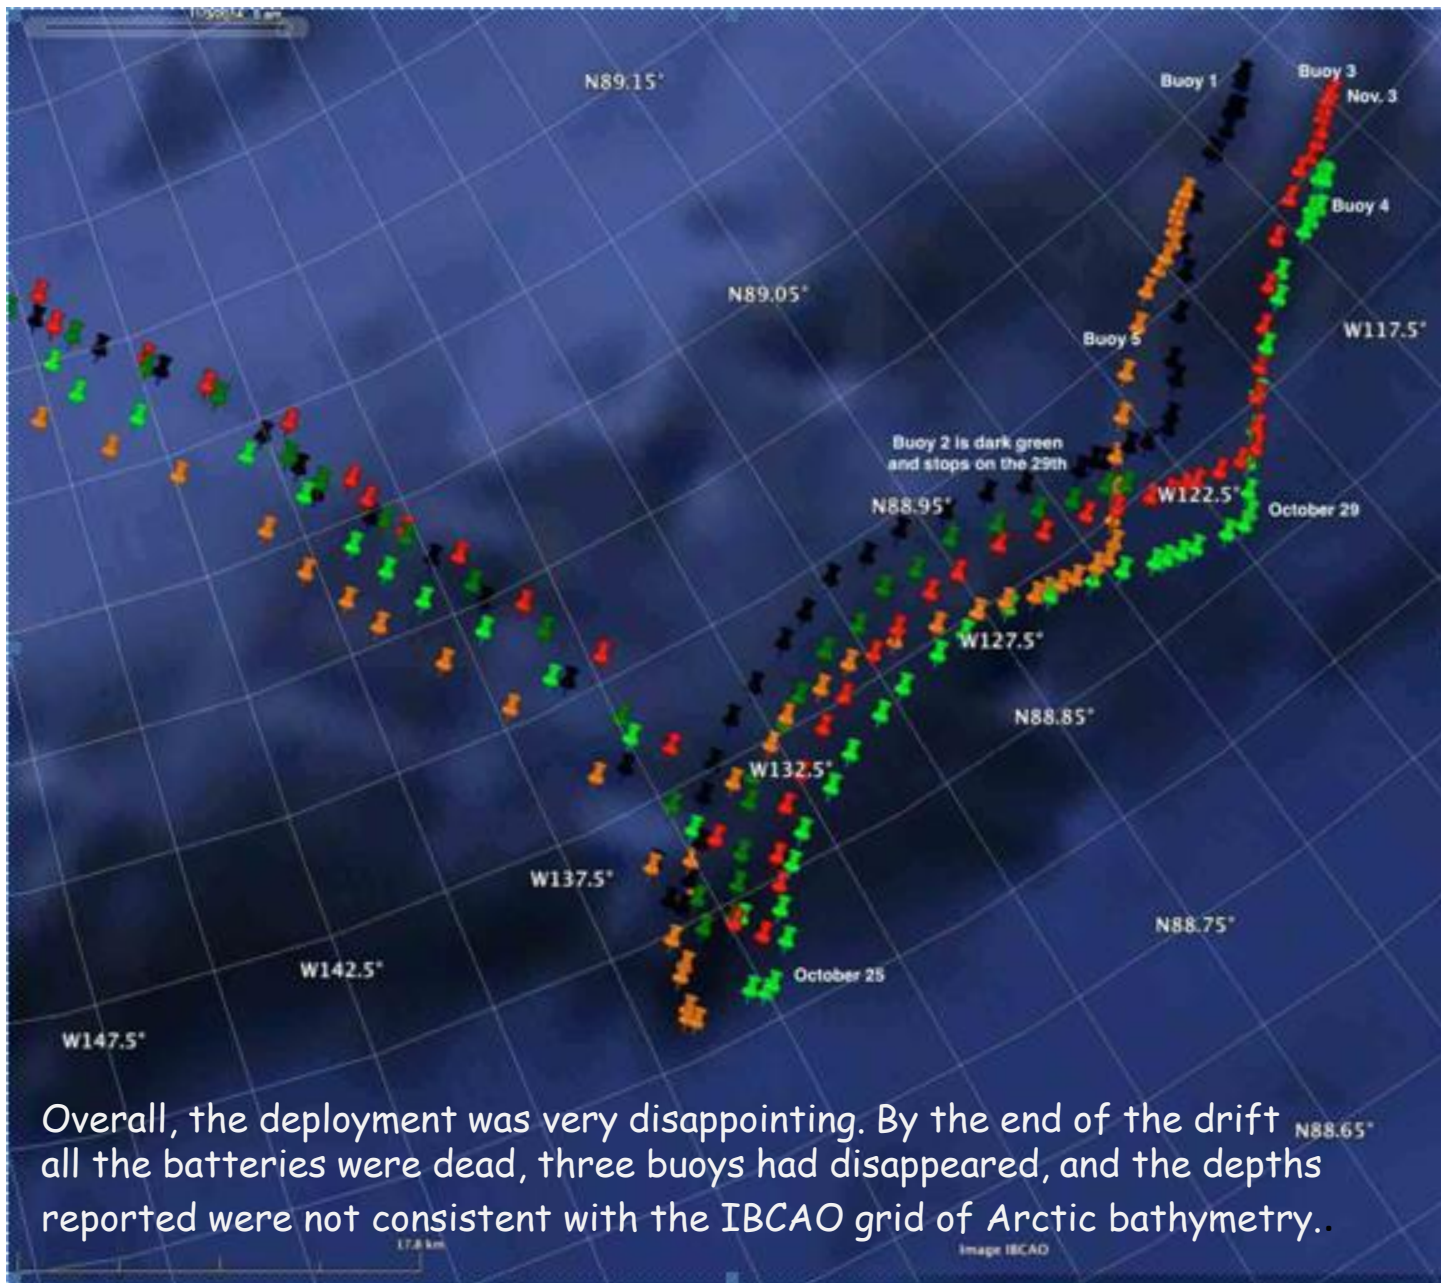 N89.15°
Buoy 1
Buoy 3
Nov. 3
Buoy 4
N89.05°
W117.5°
Buoy 5
Buoy 2 is dark green
and stops on the 29th
N88.95°
W122.5°
October 29
W127.5°
N88.85°
W132.5°
W137.5°
N88.75°
W142.5°
October 25
W147.5°
Overall, the deployment was very disappointing. By the end of the drift
N88.65°
all the batteries were dead, three buoys had disappeared, and the depths
reported were not consistent with the IBCAO grid of Arctic bathymetry..
17.8 km
Image IBCAO